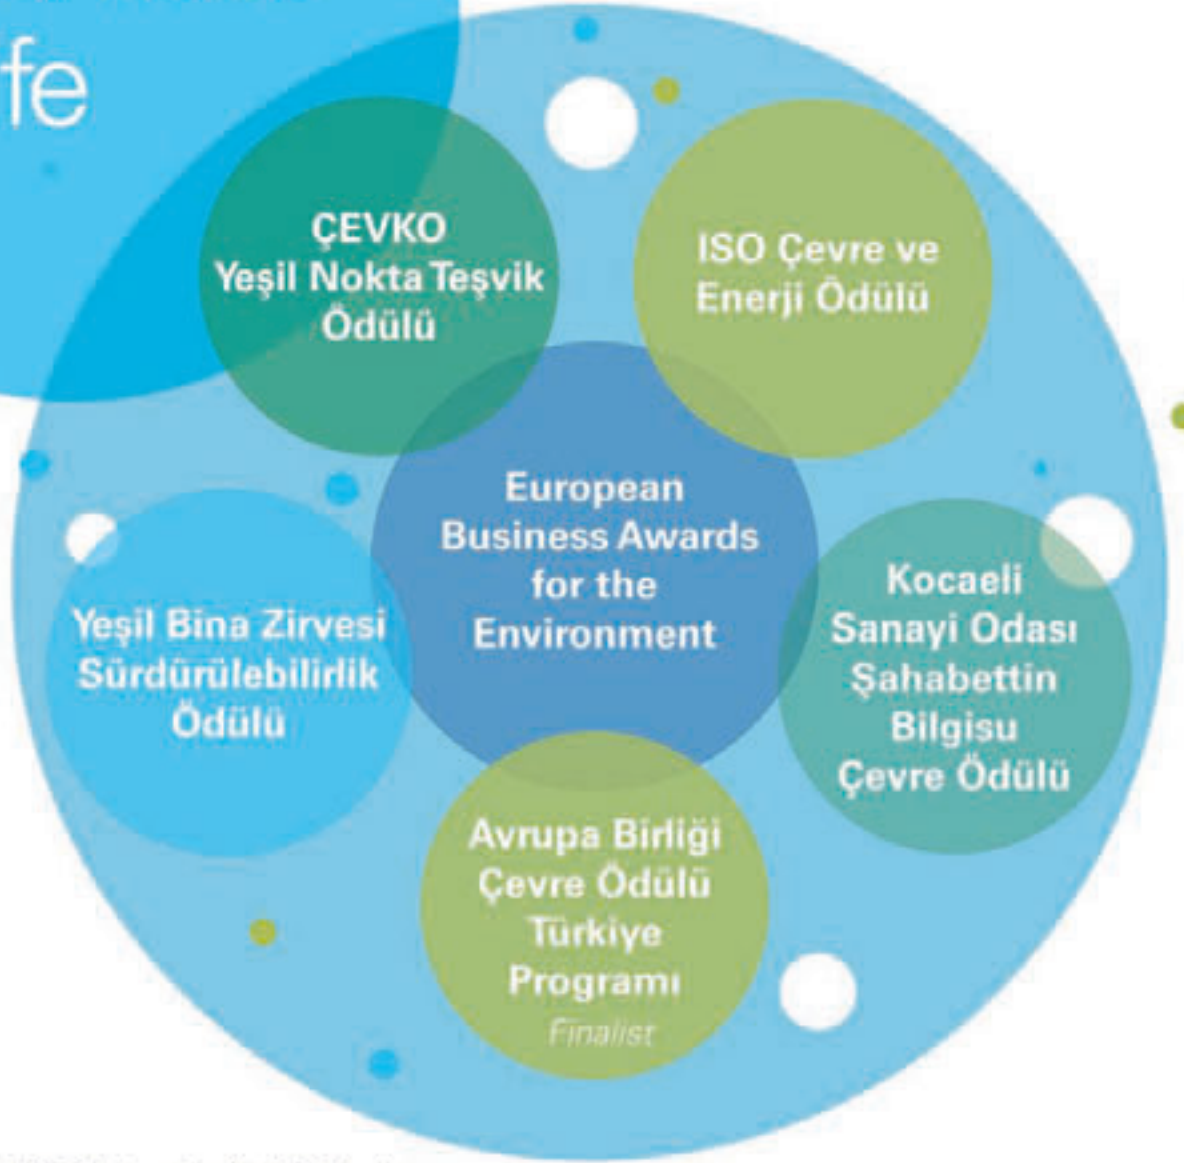 fe
ÇEVKO
Yeşil Nokta Teşvik
Ödülü
ISO Çevre ve
Enerji Ödülü
European
Business Awards
for the
Environment
Yeşil Bina Zirvesi
Sürdürülebilirlik
Ödülü
Kocaeli
Sanayi Odası
Şahabettin
Bilgisu
Çevre Ödülü
Avrupa Birliği
Çevre Ödülü
Türkiye
Programı
Finalist